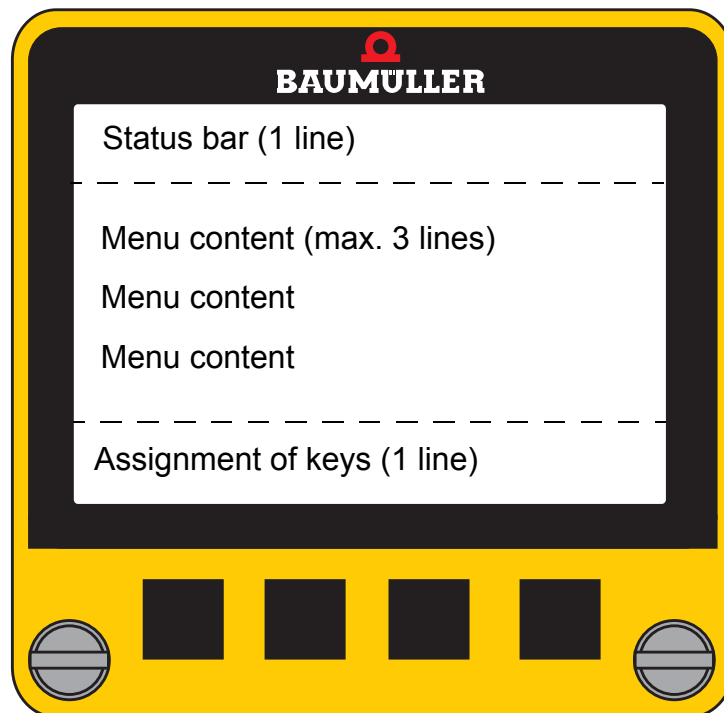 BAUMÜLLER
Status bar (1 line)
Menu content (max. 3 lines)
Menu content
Menu content
Assignment of keys (1 line)